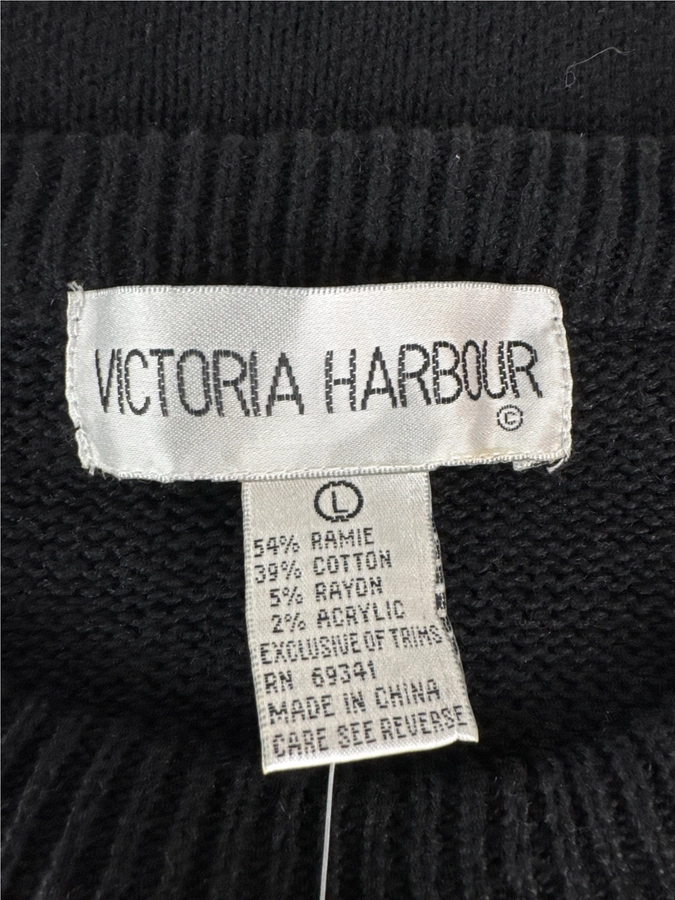 VICTORIA HARBOUR
©
L
54% RAMIE
39% COTTON
5% RAYON
2% ACRYLIC
EXCLUSIVE OF TRIMS
RN 69341
MADE IN CHINA
CARE SEE REVERSE